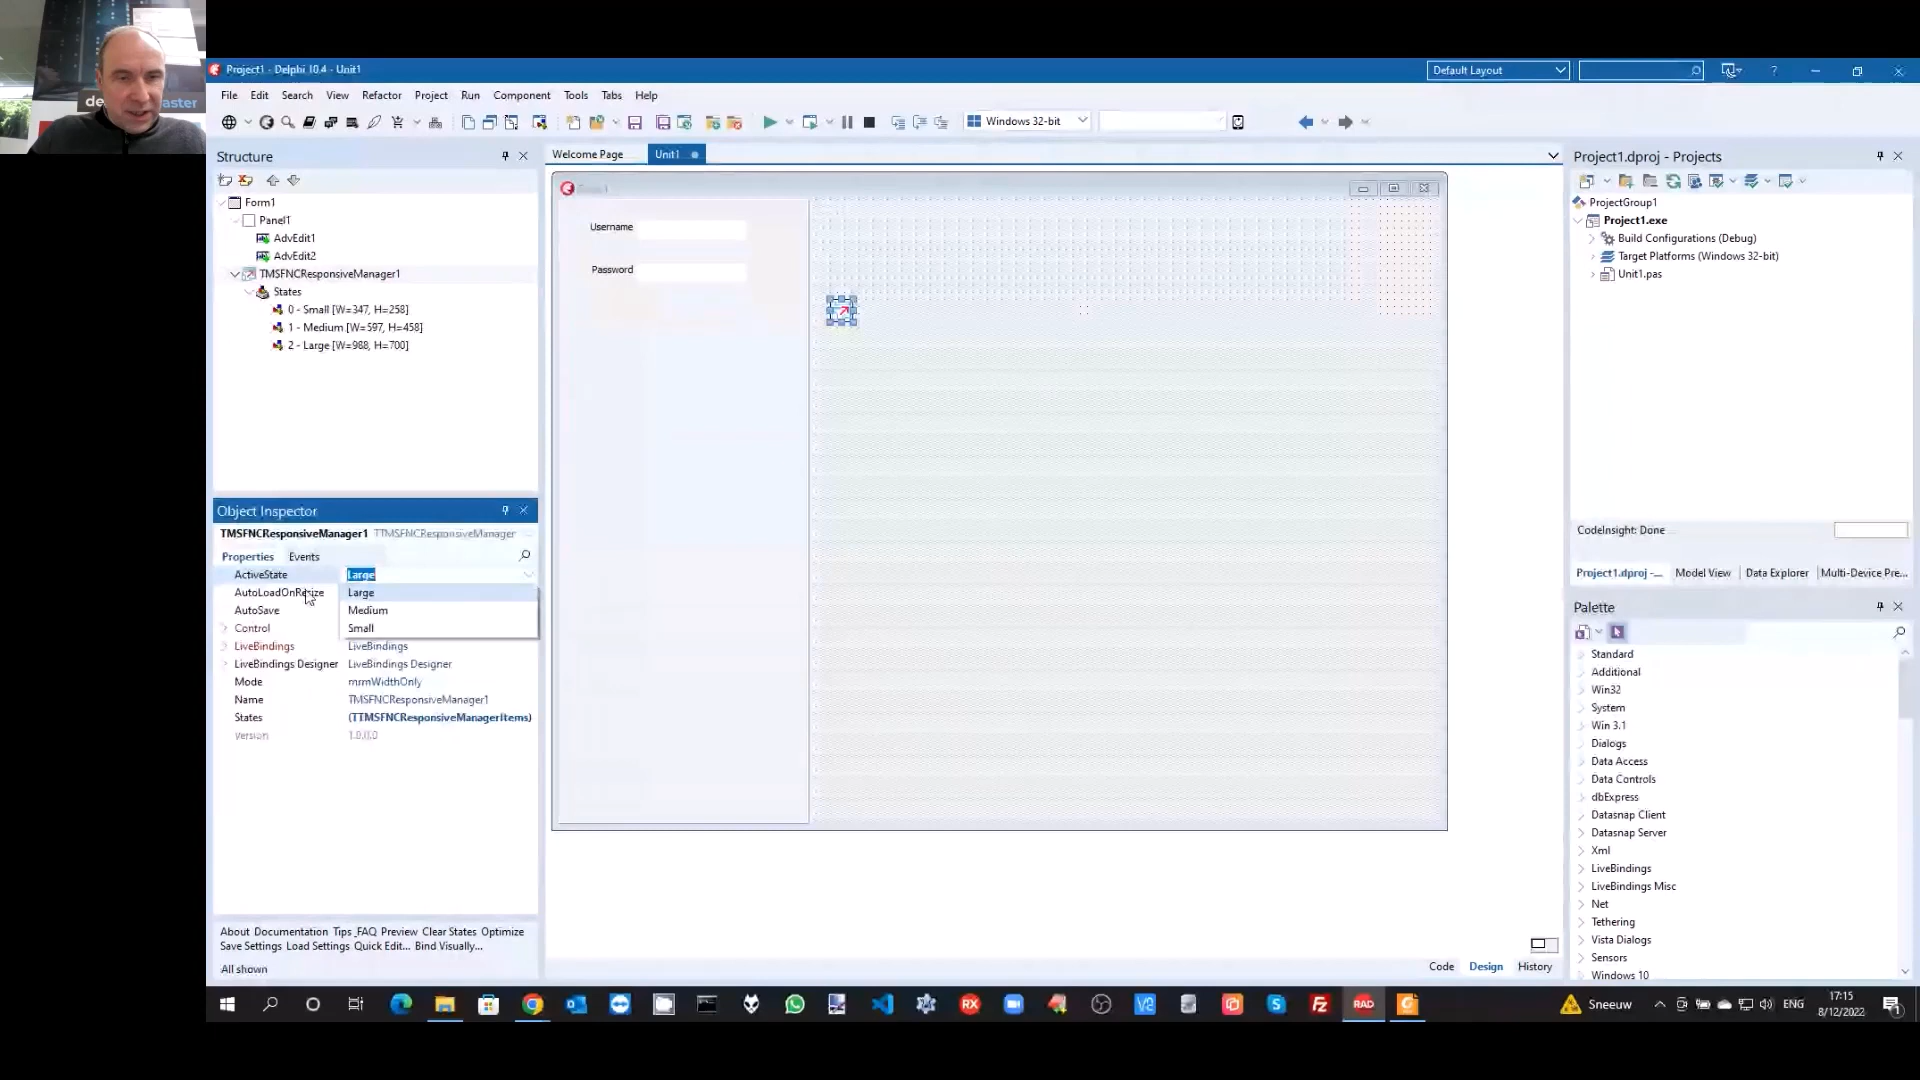 de aster
Project1 - Delphi 10.4 - Unit1
Default Layout
File Edit Search View Refactor Project Run Component Tools Tabs Help
Windows 32-bit
Structure
Form1
Panel1
AdvEdit1
AdvEdit2
TMSFNCResponsiveManager1
States
0 - Small [W=347, H=258]
1 - Medium [W=597, H=458]
2 - Large [W=988, H=700]
Object Inspector
TMSFNCResponsiveManager1 TTMSFNCResponsiveManager
Properties Events
ActiveState Large
AutoLoadOnResize Large
AutoSave Medium
Control Small
LiveBindings LiveBindings
LiveBindings Designer LiveBindings Designer
Mode mrmWidthOnly
Name TMSFNCResponsiveManager1
States (TTMSFNCResponsiveManagerItems)
Version 1.0.0.0
About Documentation Tips_FAQ Preview Clear States Optimize
Save Settings Load Settings Quick Edit... Bind Visually...
All shown
Welcome Page Unit1
Form1
Username
Password
Code Design History
Project1.dproj - Projects
ProjectGroup1
Project1.exe
Build Configurations (Debug)
Target Platforms (Windows 32-bit)
Unit1.pas
CodeInsight: Done
Project1.dproj -... Model View Data Explorer Multi-Device Pre...
Palette
Standard
Additional
Win32
System
Win 3.1
Dialogs
Data Access
Data Controls
dbExpress
Datasnap Client
Datasnap Server
Xml
LiveBindings
LiveBindings Misc
Net
Tethering
Vista Dialogs
Sensors
Windows 10
RX
RAD
Sneeuw
ENG
17:15
8/12/2022